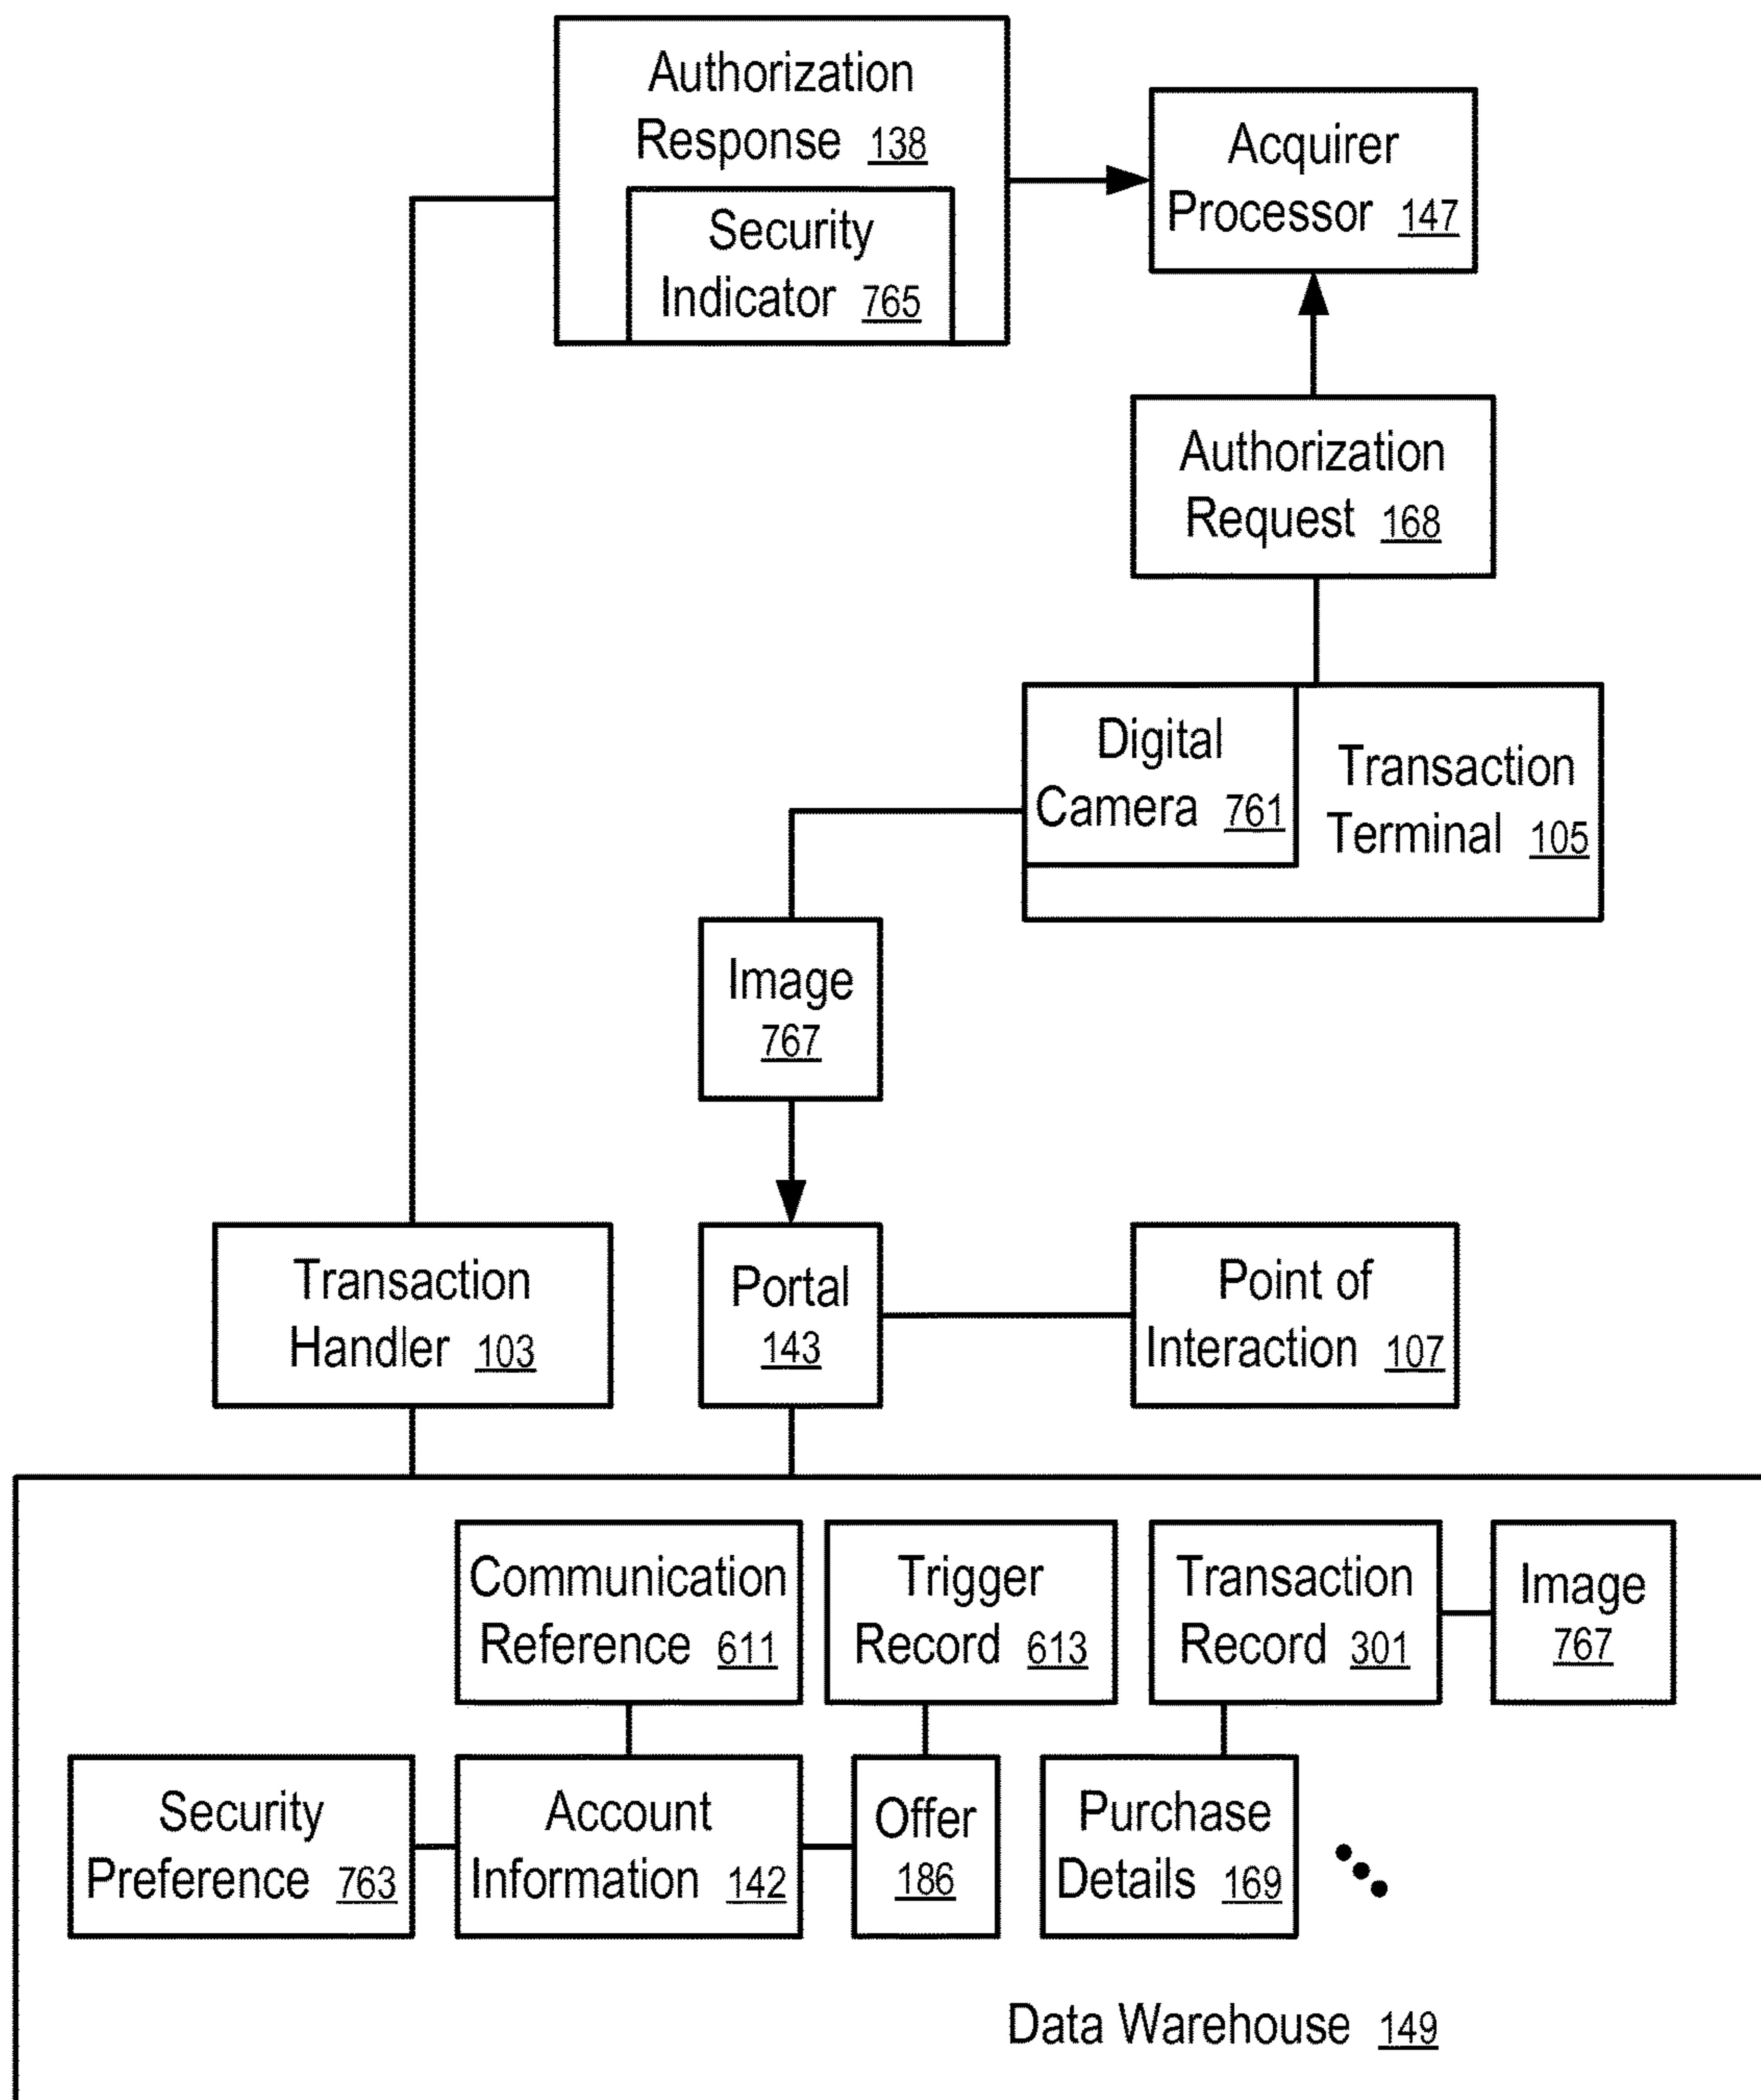 Authorization
Response 138
Security
Indicator 765
Acquirer
Processor 147
Authorization
Request 168
Digital
Camera 761
Transaction
Terminal 105
Image
767
Transaction
Handler 103
Portal
143
Point of
Interaction 107
Communication
Reference 611
Trigger
Record 613
Transaction
Record 301
Image
767
Security
Preference 763
Account
Information 142
Offer
186
Purchase
Details 169
Data Warehouse 149